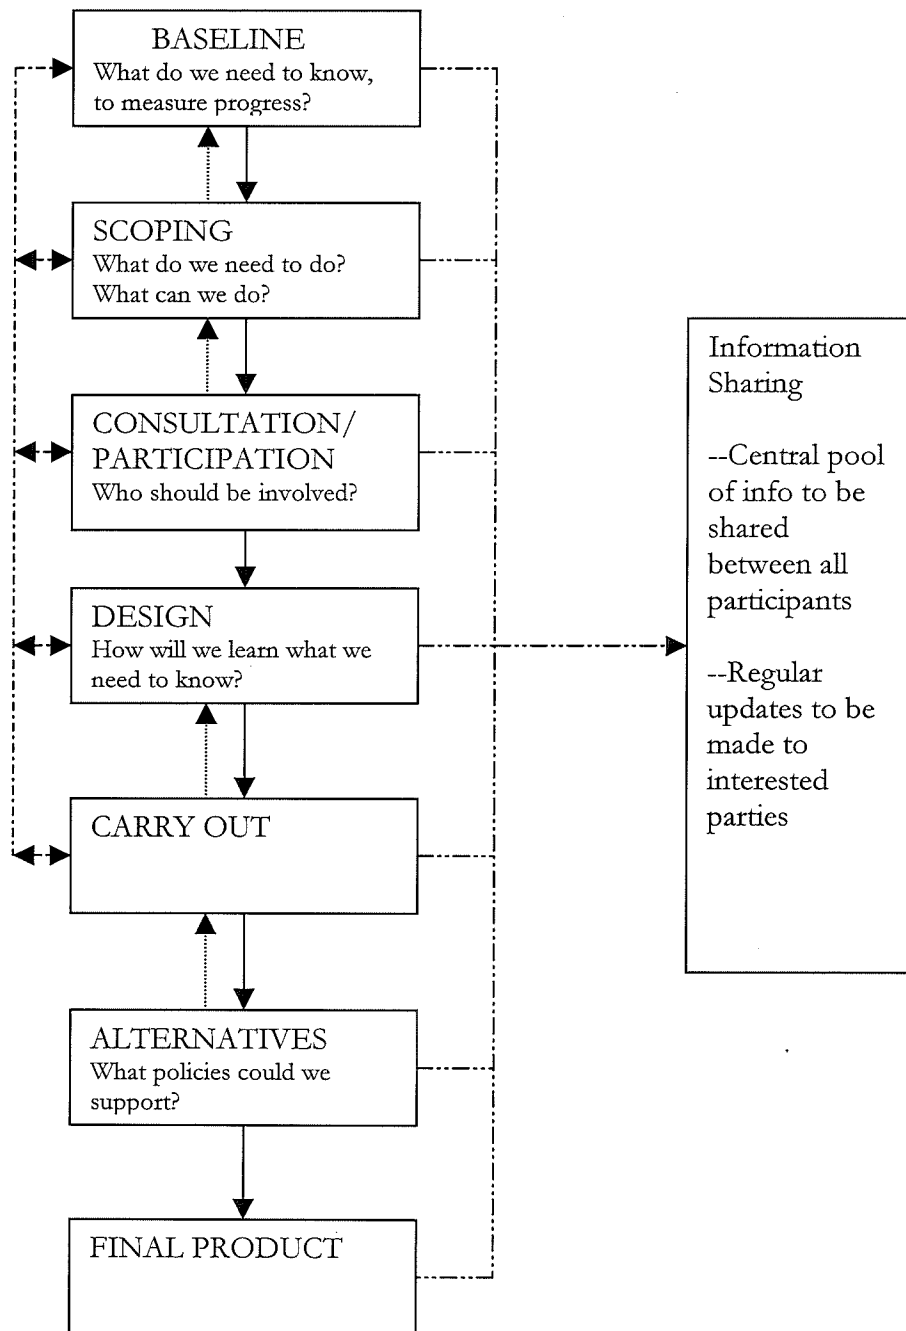 BASELINE
What do we need to know,
to measure progress?
SCOPING
What do we need to do?
What can we do?
CONSULTATION/
PARTICIPATION
Who should be involved?
DESIGN
How will we learn what we
need to know?
CARRY OUT
ALTERNATIVES
What policies could we
support?
FINAL PRODUCT
Information
Sharing
--Central pool
of info to be
shared
between all
participants
--Regular
updates to be
made to
interested
parties